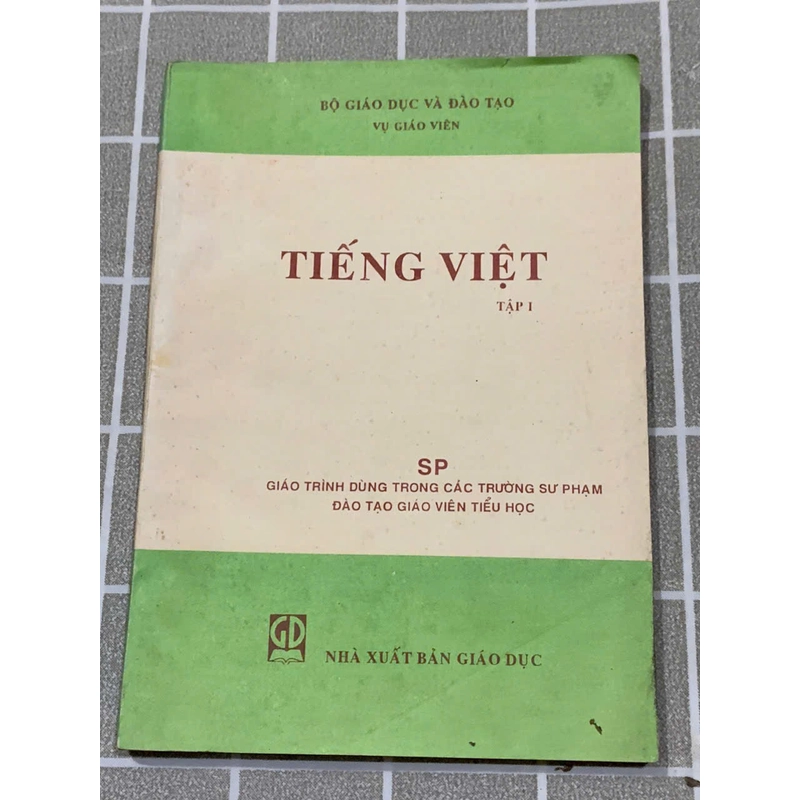 BỘ GIÁO DỤC VÀ ĐÀO TẠO
VỤ GIÁO VIÊN
TIẾNG VIỆT
TẬP I
SP
GIÁO TRÌNH DÙNG TRONG CÁC TRƯỜNG SƯ PHẠM
ĐÀO TẠO GIÁO VIÊN TIỂU HỌC
GD
NHÀ XUẤT BẢN GIÁO DỤC